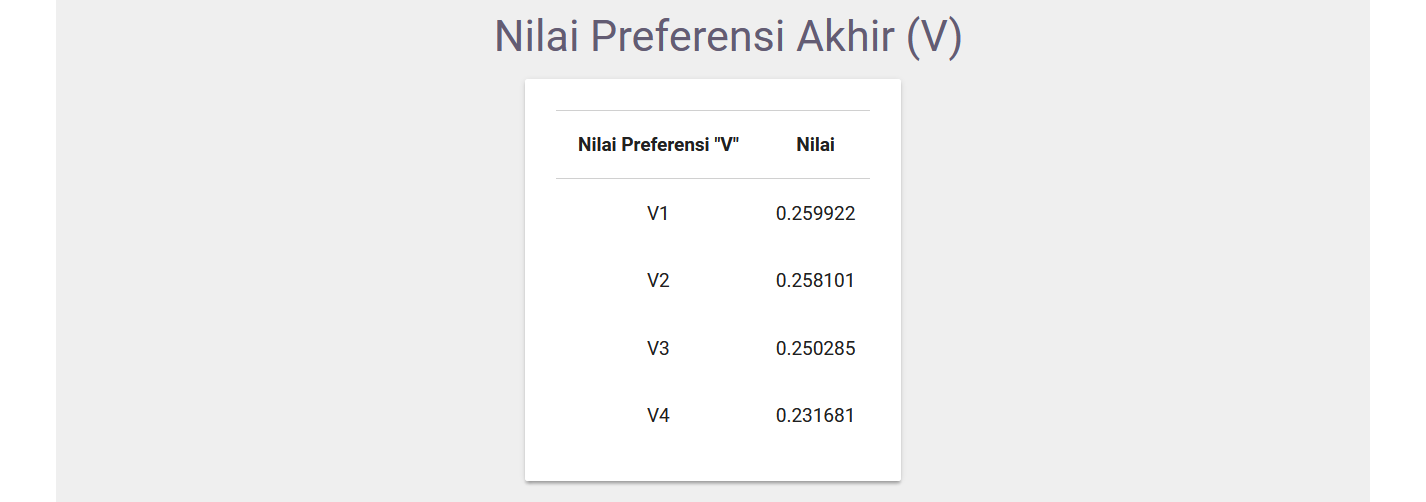 Nilai Preferensi Akhir (V)
Nilai Preferensi "V" Nilai
V1 0.259922
V2 0.258101
V3 0.250285
V4 0.231681